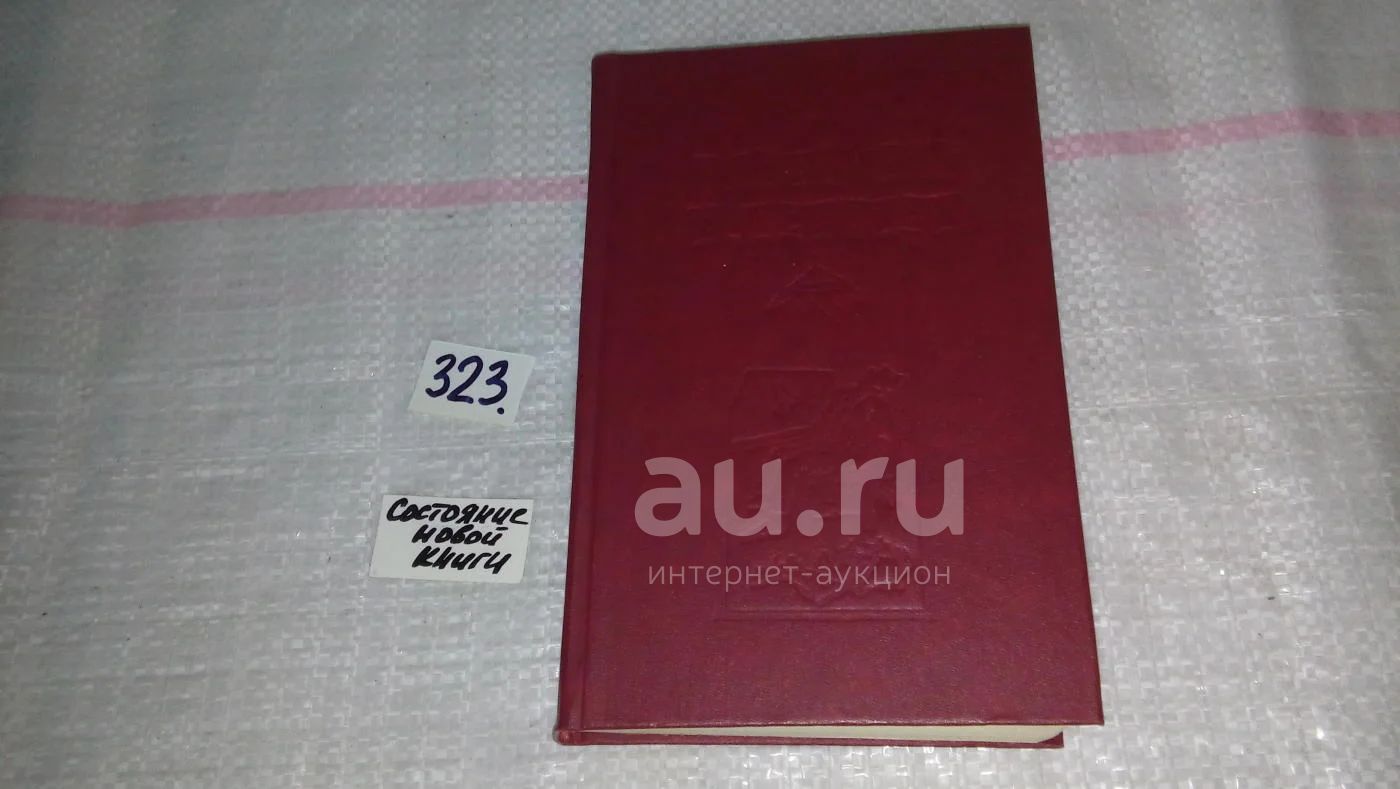 323.
Состояние
новой
книги
au.ru
интернет-аукцион